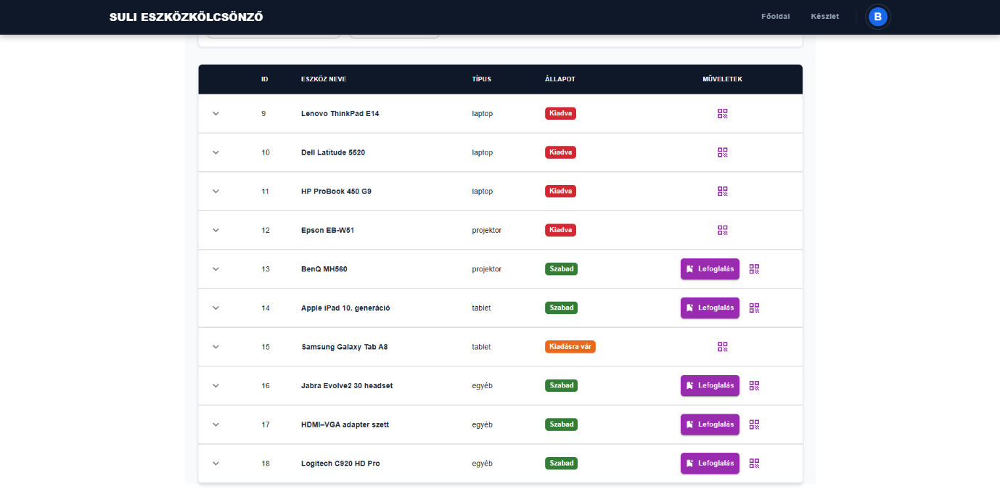 SULI ESZKÖZKÖLCSÖNZŐ Főoldal Készlet B
ID ESZKÖZ NEVE TÍPUS ÁLLAPOT MŰVELETEK
9 Lenovo ThinkPad E14 laptop Kiadva
10 Dell Latitude 5520 laptop Kiadva
11 HP ProBook 450 G9 laptop Kiadva
12 Epson EB-W51 projektor Kiadva
13 BenQ MH560 projektor Szabad Lefoglalás
14 Apple iPad 10. generáció tablet Szabad Lefoglalás
15 Samsung Galaxy Tab A8 tablet Kiadásra vár
16 Jabra Evolve2 30 headset egyéb Szabad Lefoglalás
17 HDMI–VGA adapter szett egyéb Szabad Lefoglalás
18 Logitech C920 HD Pro egyéb Szabad Lefoglalás